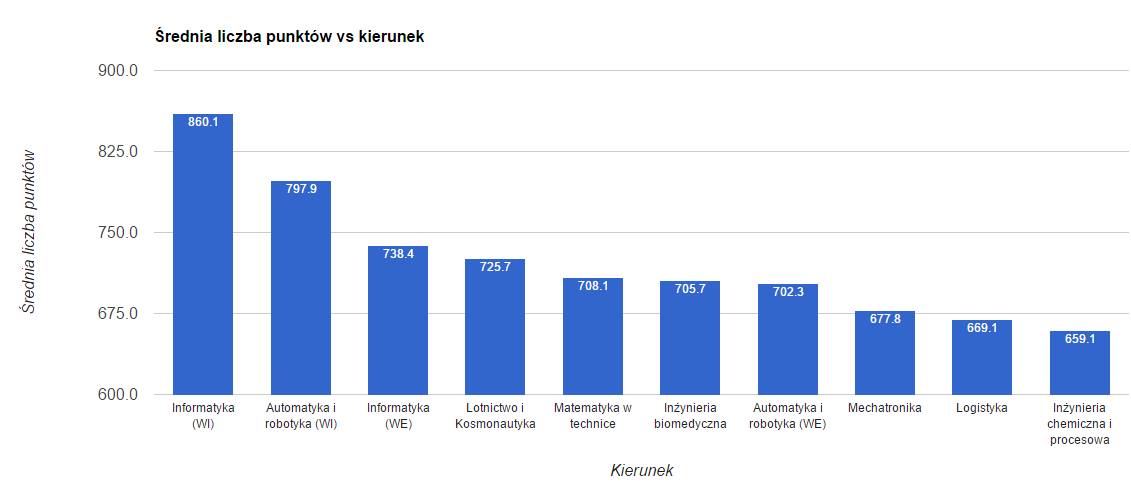 Średnia liczba punktów vs kierunek
Średnia liczba punktów
900.0
825.0
750.0
675.0
600.0
860.1
797.9
738.4
725.7
708.1
705.7
702.3
677.8
669.1
659.1
Informatyka
(WI)
Automatyka i
robotyka (WI)
Informatyka
(WE)
Lotnictwo i
Kosmonautyka
Matematyka w
technice
Inżynieria
biomedyczna
Automatyka i
robotyka (WE)
Mechatronika
Logistyka
Inżynieria
chemiczna i
procesowa
Kierunek